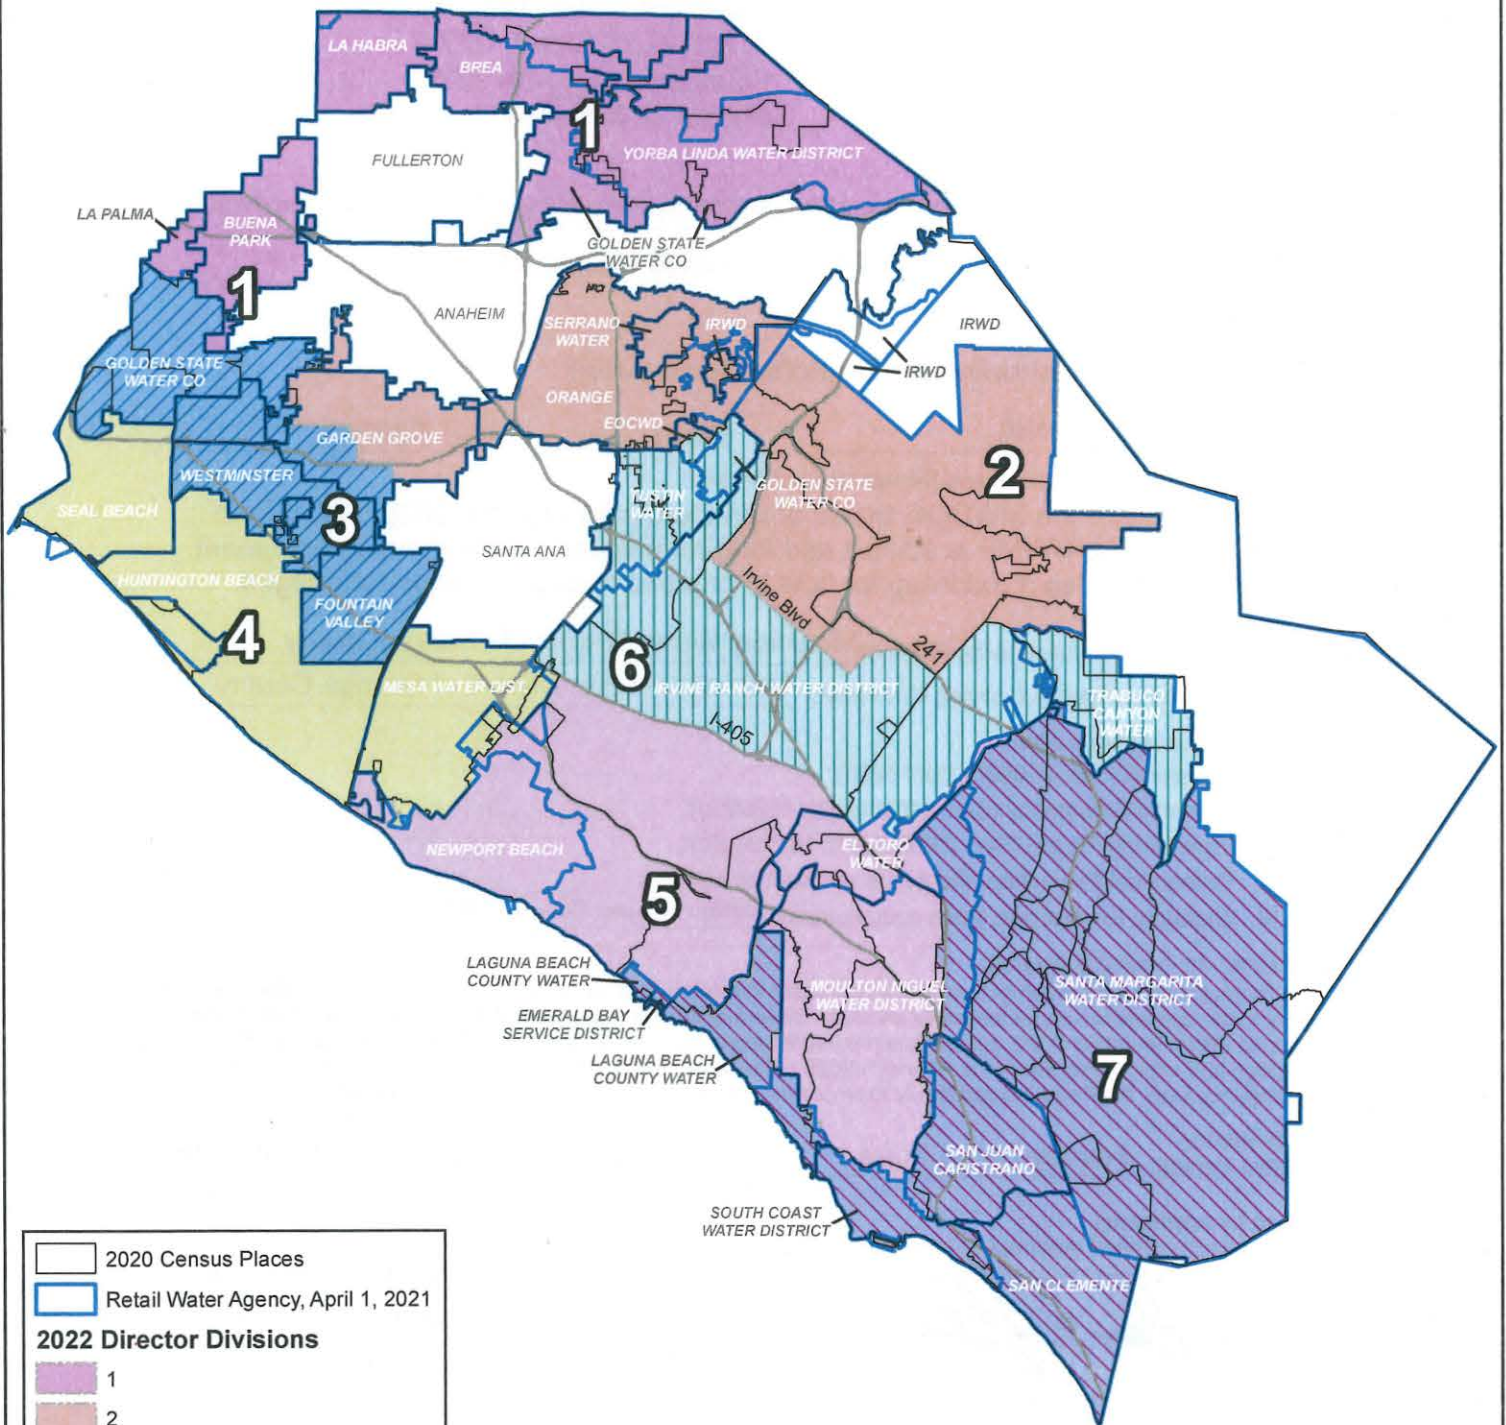 LA HABRA
BREA
1
YORBA LINDA WATER DISTRICT
FULLERTON
LA PALMA
BUENA
PARK
GOLDEN STATE
WATER CO
1
ANAHEIM
SERRANO
WATER
IRWD
IRWD
IRWD
GOLDEN STATE
WATER CO
ORANGE
EOCWD
GARDEN GROVE
WESTMINSTER
2
GOLDEN STATE
WATER CO
TUSTIN
WATER
SEAL BEACH
3
SANTA ANA
HUNTINGTON BEACH
Irvine Blvd
FOUNTAIN
VALLEY
4
241
6
MESA WATER DIST.
IRVINE RANCH WATER DISTRICT
TRABUCO
CANYON
WATER
I-405
NEWPORT BEACH
EL TORO
WATER
5
LAGUNA BEACH
COUNTY WATER
MOULTON NIGUEL
WATER DISTRICT
SANTA MARGARITA
WATER DISTRICT
EMERALD BAY
SERVICE DISTRICT
LAGUNA BEACH
COUNTY WATER
7
SAN JUAN
CAPISTRANO
SOUTH COAST
WATER DISTRICT
SAN CLEMENTE
2020 Census Places
Retail Water Agency, April 1, 2021
2022 Director Divisions
1
2